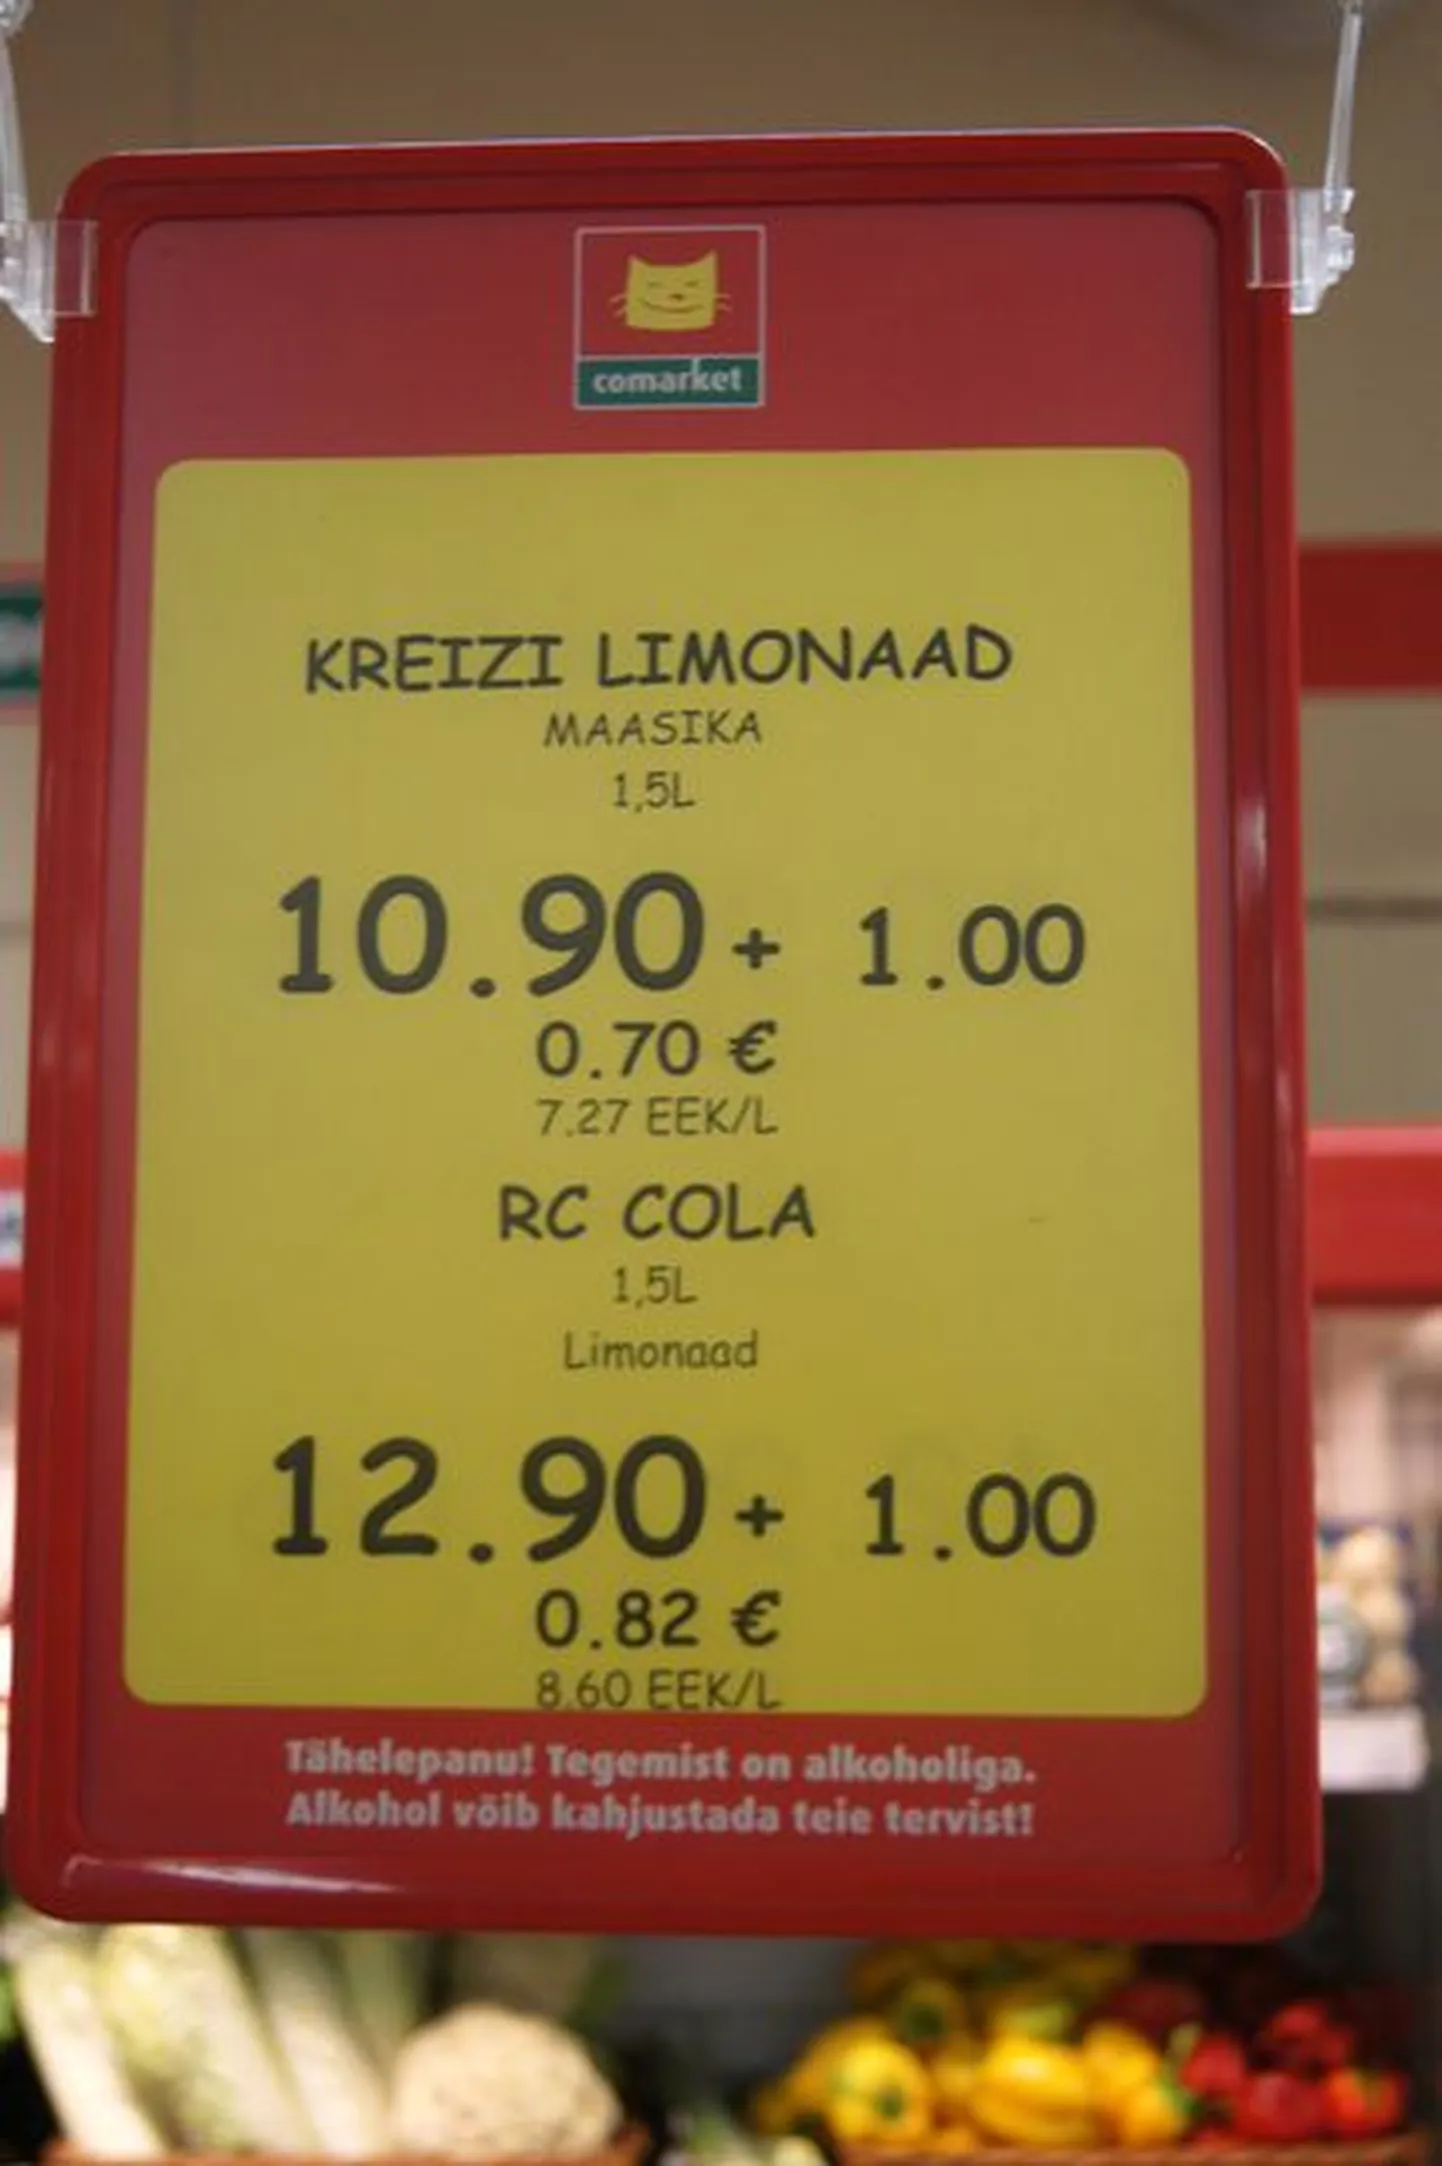 comarket
KREIZI LIMONAAD
MAASIKA
1,5L
10.90 + 1.00
0.70 €
7.27 EEK/L
RC COLA
1,5L
Limonaad
12.90 + 1.00
0.82 €
8.60 EEK/L
Tähelepanu! Tegemist on alkoholiga.
Alkohol võib kahjustada teie tervist!